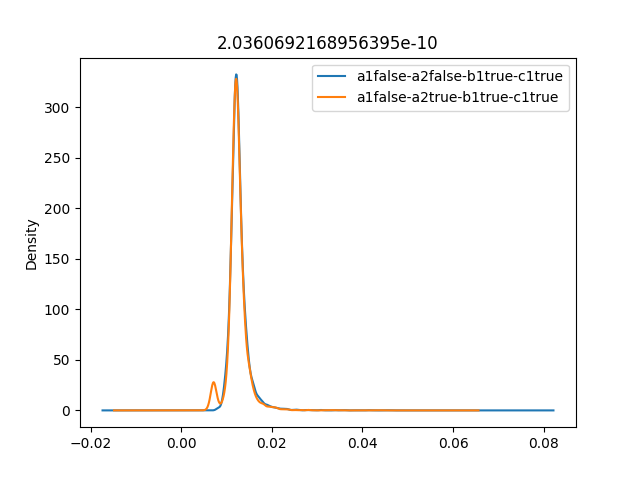 2.0360692168956395e-10
a1false-a2false-b1true-c1true
a1false-a2true-b1true-c1true
Density
300
250
200
150
100
50
0
−0.02 0.00 0.02 0.04 0.06 0.08